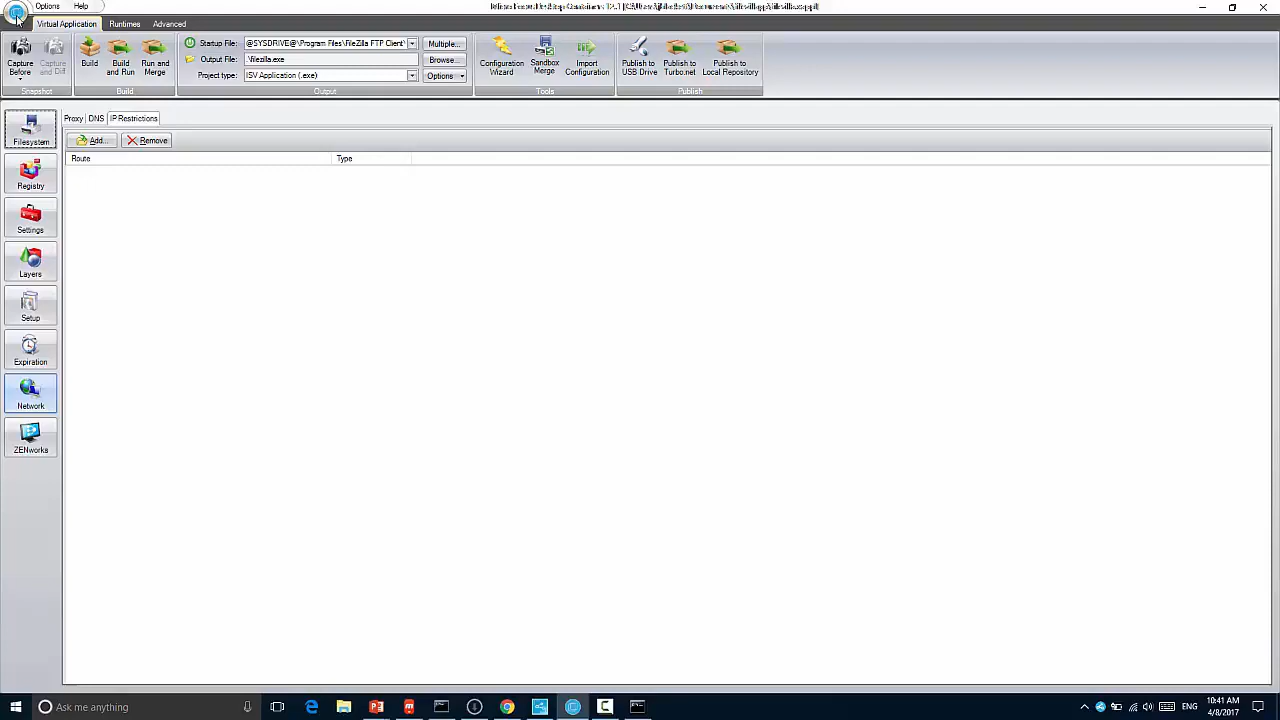 Options Help
Virtual Application Runtimes Advanced
Capture Before
Capture and Diff
Snapshot
Build
Build and Run
Run and Merge
Build
Startup File: @SYSDRIVE@\Program Files\FileZilla FTP Client\ Multiple...
Output File: .\filezilla.exe Browse...
Project type: ISV Application (.exe) Options
Output
Configuration Wizard
Sandbox Merge
Import Configuration
Tools
Publish to USB Drive
Publish to Turbo.net
Publish to Local Repository
Publish
Proxy DNS IP Restrictions
Add... Remove
Route Type
Filesystem
Registry
Settings
Layers
Setup
Expiration
Network
ZENworks
Ask me anything
ENG
10:41 AM
4/8/2017